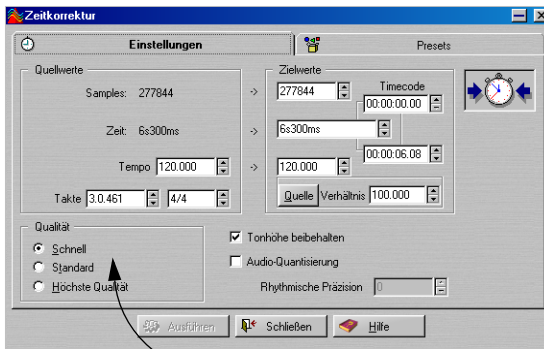 Zeitkorrektur
Einstellungen
Presets
Quellwerte
Samples: 277844
Zeit: 6s300ms
Tempo 120.000
Takte 3.0.461 4/4
->
->
->
Zielwerte
277844
Timecode
00:00:00.00
6s300ms
00:00:06.08
120.000
Quelle Verhältnis 100.000
Qualität
Schnell
Standard
Höchste Qualität
Tonhöhe beibehalten
Audio-Quantisierung
Rhythmische Präzision 0
Ausführen Schließen Hilfe